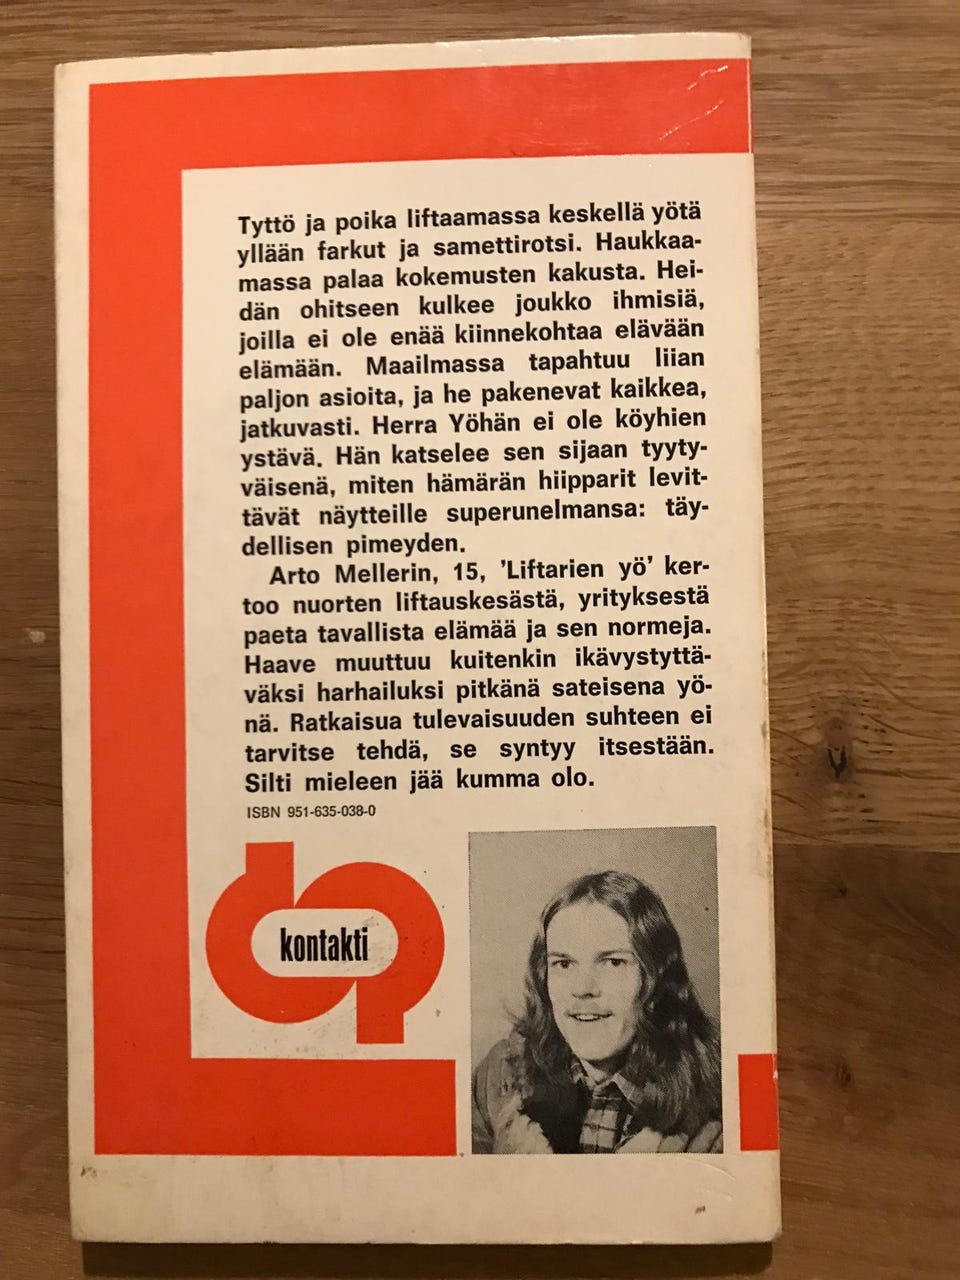 Tyttö ja poika liftaamassa keskellä yötä
yllään farkut ja samettirotsi. Haukkaa-
massa palaa kokemusten kakusta. Hei-
dän ohitseen kulkee joukko ihmisiä,
joilla ei ole enää kiinnekohtaa elävään
elämään. Maailmassa tapahtuu liian
paljon asioita, ja he pakenevat kaikkea,
jatkuvasti. Herra Yöhän ei ole köyhien
ystävä. Hän katselee sen sijaan tyyty-
väisenä, miten hämärän hiipparit levit-
tävät näytteille superunelmansa: täy-
dellisen pimeyden.
Arto Mellerin, 15, 'Liftarien yö' ker-
too nuorten liftauskesästä, yrityksestä
paeta tavallista elämää ja sen normeja.
Haave muuttuu kuitenkin ikävystyttä-
väksi harhailuksi pitkänä sateisena yö-
nä. Ratkaisua tulevaisuuden suhteen ei
tarvitse tehdä, se syntyy itsestään.
Silti mieleen jää kumma olo.
ISBN 951-635-038-0
kontakti